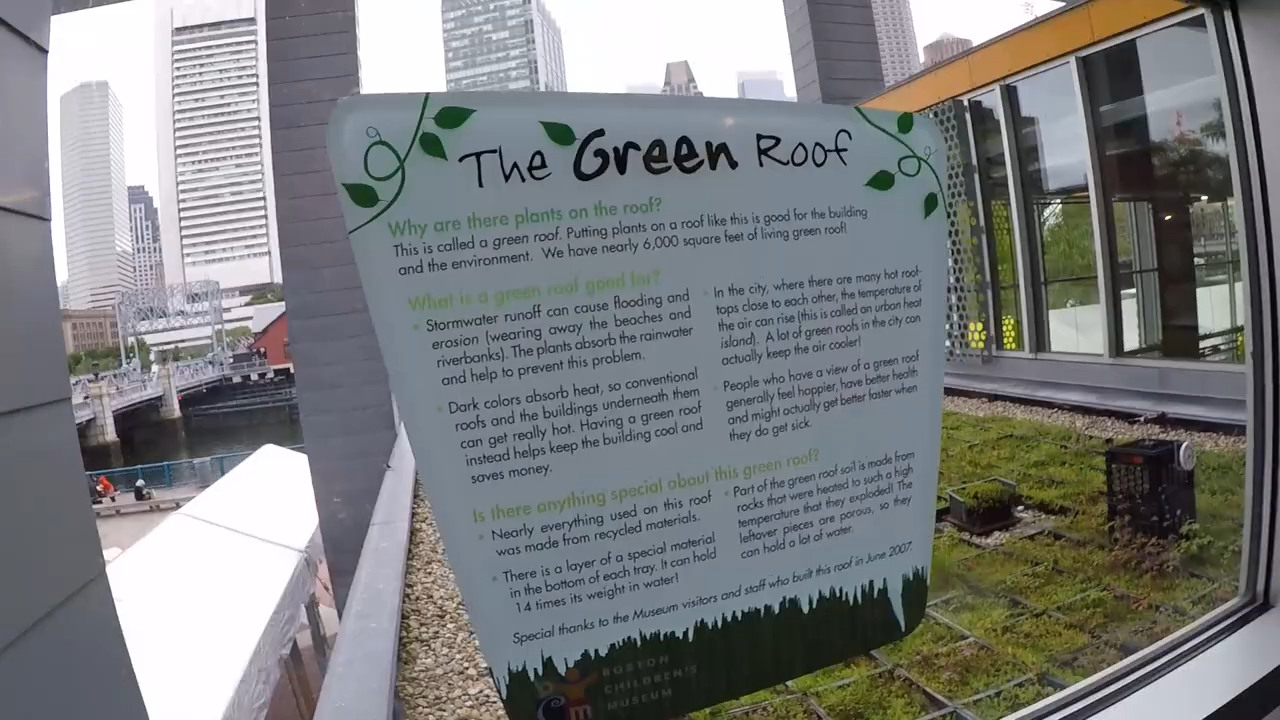 The Green Roof
Why are there plants on the roof?
This is called a green roof. Putting plants on a roof like this is good for the building
and the environment. We have nearly 6,000 square feet of living green roof!
What is a green roof good for?
Stormwater runoff can cause flooding and
erosion (wearing away the beaches and
riverbanks). The plants absorb the rainwater
and help to prevent this problem.
Dark colors absorb heat, so conventional
roofs and the buildings underneath them
can get really hot. Having a green roof
instead helps keep the building cool and
saves money.
In the city, where there are many hot roof-
tops close to each other, the temperature of
the air can rise (this is called an urban heat
island). A lot of green roofs in the city can
actually keep the air cooler!
People who have a view of a green roof
generally feel happier, have better health
and might actually get better faster when
they do get sick.
Is there anything special about this green roof?
Nearly everything used on this roof
was made from recycled materials.
There is a layer of a special material
in the bottom of each tray. It can hold
14 times its weight in water!
Part of the green roof soil is made from
rocks that were heated to such a high
temperature that they exploded! The
leftover pieces are porous, so they
can hold a lot of water.
Special thanks to the Museum visitors and staff who built this roof in June 2007.
BOSTON
CHILDREN'S
MUSEUM